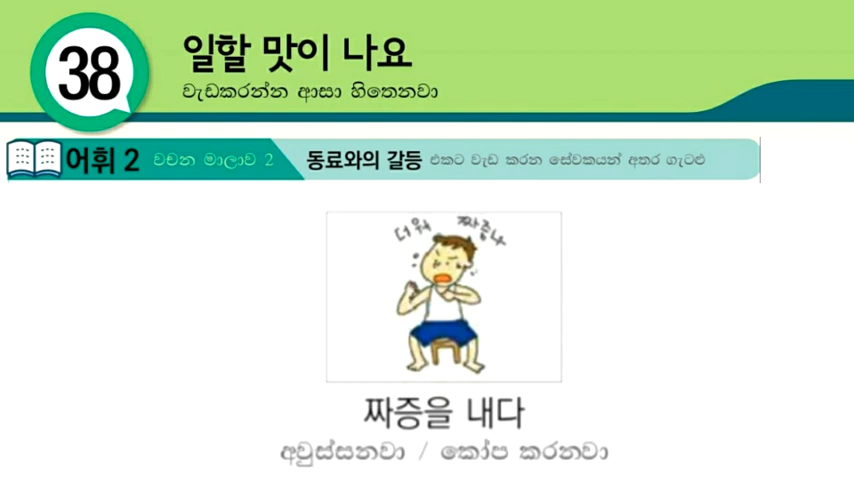 38
일할 맛이 나요
වැඩකරන්න ආසා හිතෙනවා
어휘 2 වචන මාලාව 2 동료와의 갈등 එකට වැඩ කරන සේවකයන් අතර ගැටළු
더워 짜증나
짜증을 내다
අවුස්සනවා / කෝප කරනවා